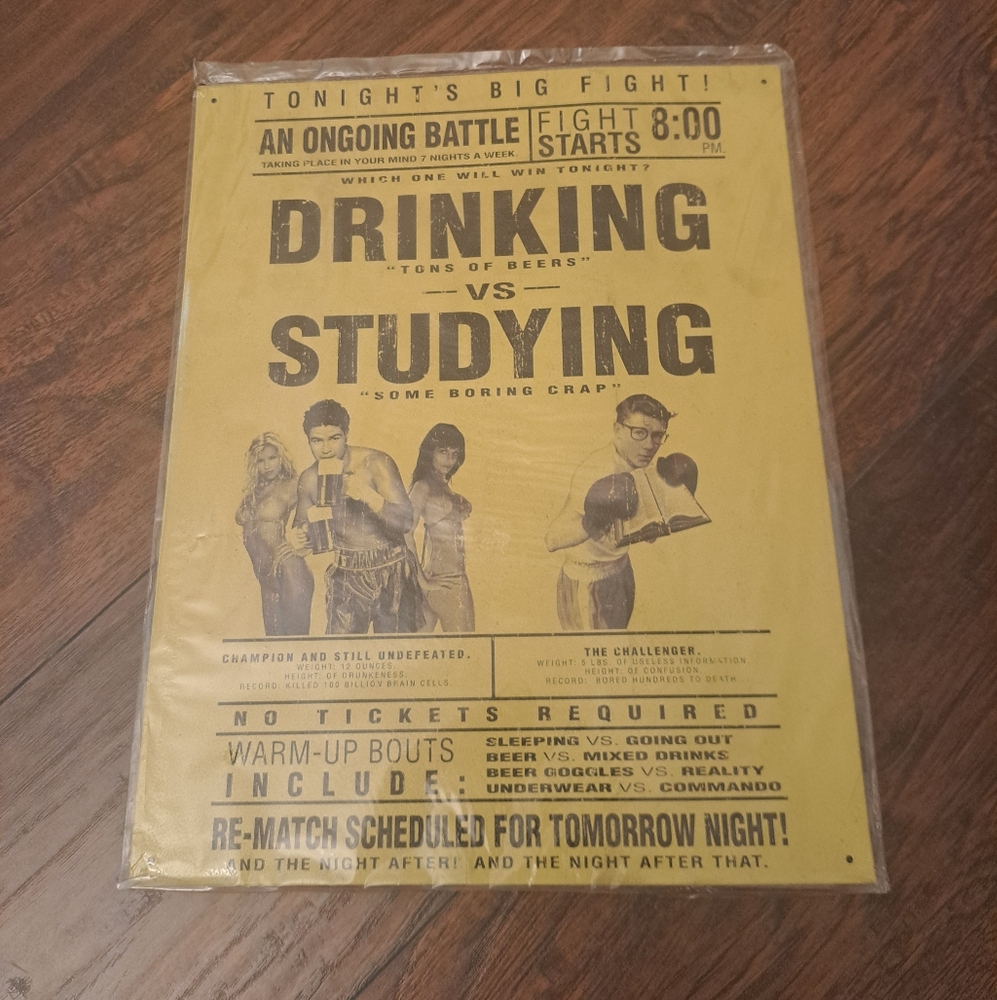 TONIGHT'S BIG FIGHT!
AN ONGOING BATTLE
TAKING PLACE IN YOUR MIND 7 NIGHTS A WEEK.
FIGHT
STARTS
8:00
PM.
WHICH ONE WILL WIN TONIGHT?
DRINKING
"TONS OF BEERS"
VS
STUDYING
"SOME BORING CRAP"
CHAMPION AND STILL UNDEFEATED.
WEIGHT: 12 OUNCES.
HEIGHT: OF DRUNKENESS.
RECORD: KILLED 100 BILLION BRAIN CELLS.
THE CHALLENGER.
WEIGHT: 5 LBS. OF USELESS INFORMATION.
HEIGHT: OF CONFUSION.
RECORD: BORED HUNDREDS TO DEATH.
NO TICKETS REQUIRED
WARM-UP BOUTS
INCLUDE:
SLEEPING VS. GOING OUT
BEER VS. MIXED DRINKS
BEER GOGGLES VS. REALITY
UNDERWEAR VS. COMMANDO
RE-MATCH SCHEDULED FOR TOMORROW NIGHT!
AND THE NIGHT AFTER! AND THE NIGHT AFTER THAT.